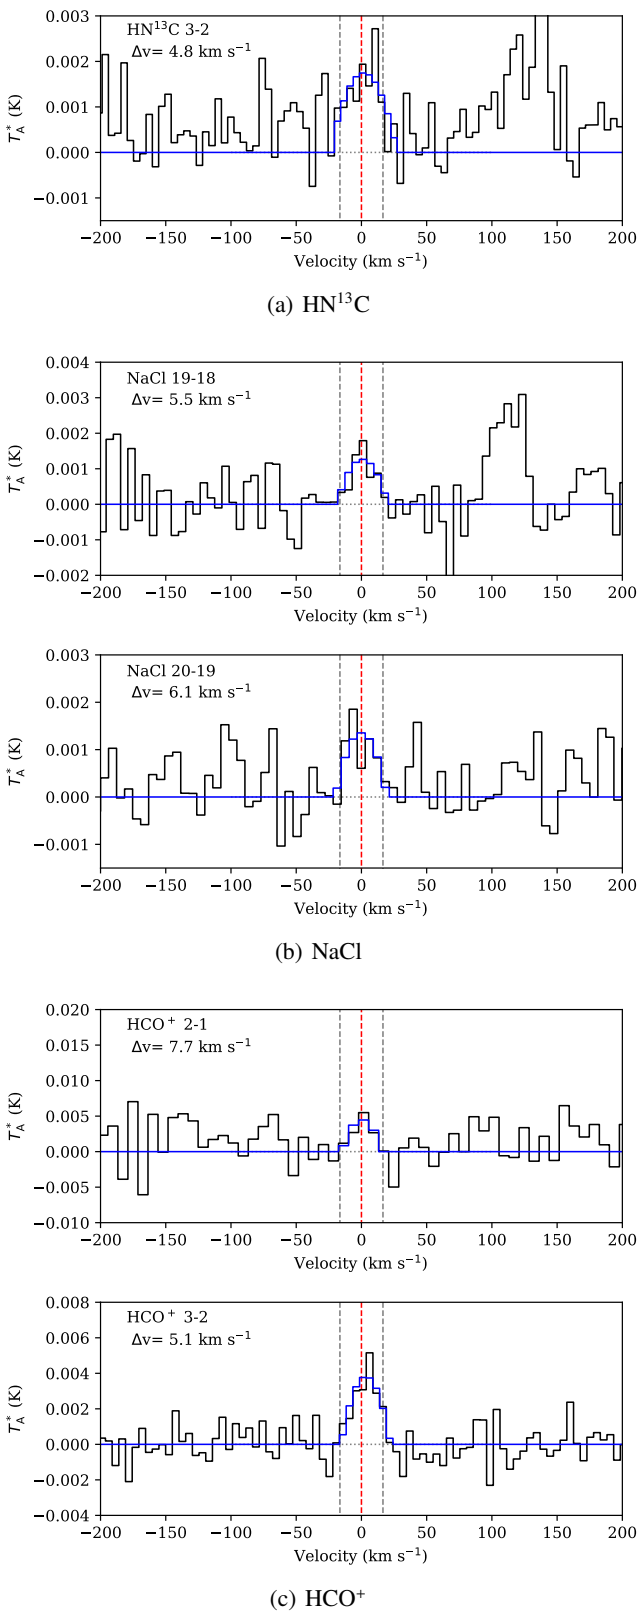 HN¹³C 3-2
Δv= 4.8 km s⁻¹
T*A (K)
0.003
0.002
0.001
0.000
−0.001
−200 −150 −100 −50 0 50 100 150 200
Velocity (km s⁻¹)
(a) HN¹³C
NaCl 19-18
Δv= 5.5 km s⁻¹
T*A (K)
0.004
0.003
0.002
0.001
0.000
−0.001
−0.002
−200 −150 −100 −50 0 50 100 150 200
Velocity (km s⁻¹)
NaCl 20-19
Δv= 6.1 km s⁻¹
T*A (K)
0.003
0.002
0.001
0.000
−0.001
−200 −150 −100 −50 0 50 100 150 200
Velocity (km s⁻¹)
(b) NaCl
HCO⁺ 2-1
Δv= 7.7 km s⁻¹
T*A (K)
0.020
0.015
0.010
0.005
0.000
−0.005
−0.010
−200 −150 −100 −50 0 50 100 150 200
Velocity (km s⁻¹)
HCO⁺ 3-2
Δv= 5.1 km s⁻¹
T*A (K)
0.008
0.006
0.004
0.002
0.000
−0.002
−0.004
−200 −150 −100 −50 0 50 100 150 200
Velocity (km s⁻¹)
(c) HCO⁺